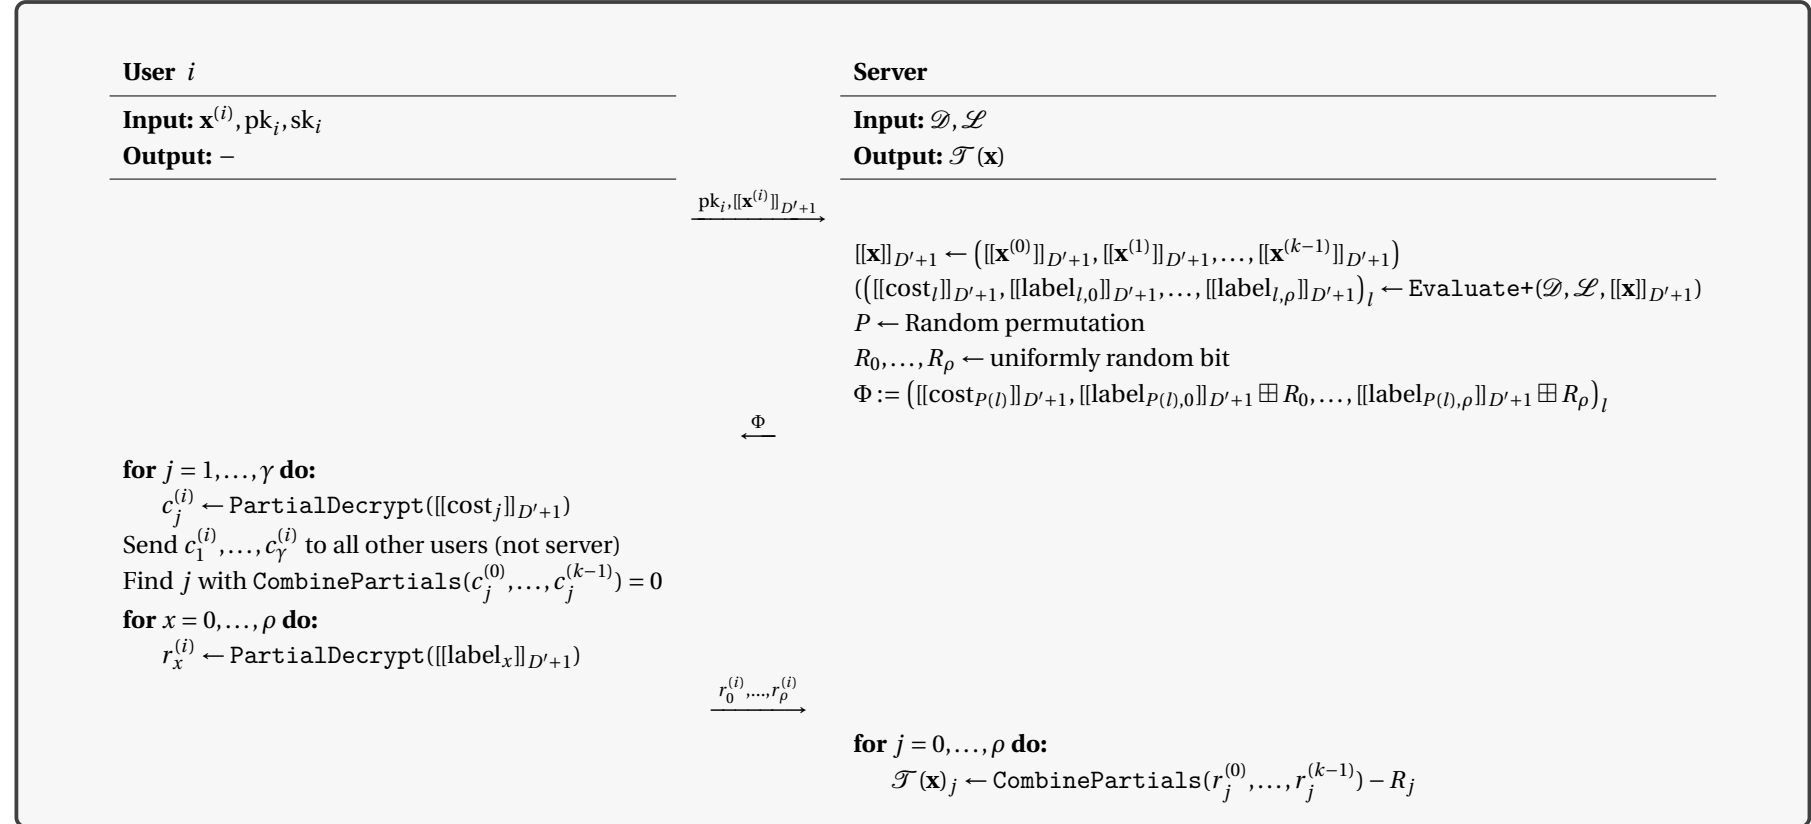 User i
Server
Input: 𝐱^{(i)}, pk_i, sk_i
Input: 𝒟, ℒ
Output: −
Output: 𝒯(𝐱)
pk_i, [[𝐱^{(i)}]]_{D′+1}
[[𝐱]]_{D′+1} ← ([[𝐱^{(0)}]]_{D′+1}, [[𝐱^{(1)}]]_{D′+1}, …, [[𝐱^{(k−1)}]]_{D′+1})
(([[cost_l]]_{D′+1}, [[label_{l,0}]]_{D′+1}, …, [[label_{l,ρ}]]_{D′+1})_l ← Evaluate+(𝒟, ℒ, [[𝐱]]_{D′+1})
P ← Random permutation
R_0, …, R_ρ ← uniformly random bit
Φ := ([[cost_{P(l)}]]_{D′+1}, [[label_{P(l),0}]]_{D′+1} ⊞ R_0, …, [[label_{P(l),ρ}]]_{D′+1} ⊞ R_ρ)_l
Φ
for j = 1, …, γ do:
c_j^{(i)} ← PartialDecrypt([[cost_j]]_{D′+1})
Send c_1^{(i)}, …, c_γ^{(i)} to all other users (not server)
Find j with CombinePartials(c_j^{(0)}, …, c_j^{(k−1)}) = 0
for x = 0, …, ρ do:
r_x^{(i)} ← PartialDecrypt([[label_x]]_{D′+1})
r_0^{(i)}, …, r_ρ^{(i)}
for j = 0, …, ρ do:
𝒯(𝐱)_j ← CombinePartials(r_j^{(0)}, …, r_j^{(k−1)}) − R_j